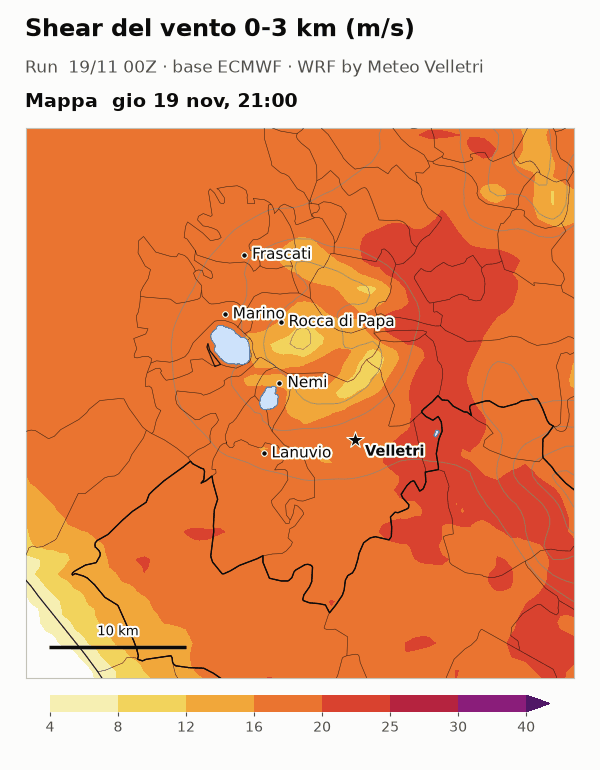 Shear del vento 0-3 km (m/s)
Run  19/11 00Z · base ECMWF · WRF by Meteo Velletri
Mappa  gio 19 nov, 21:00
Frascati
Marino
Rocca di Papa
Nemi
Velletri
Lanuvio
10 km
4 8 12 16 20 25 30 40